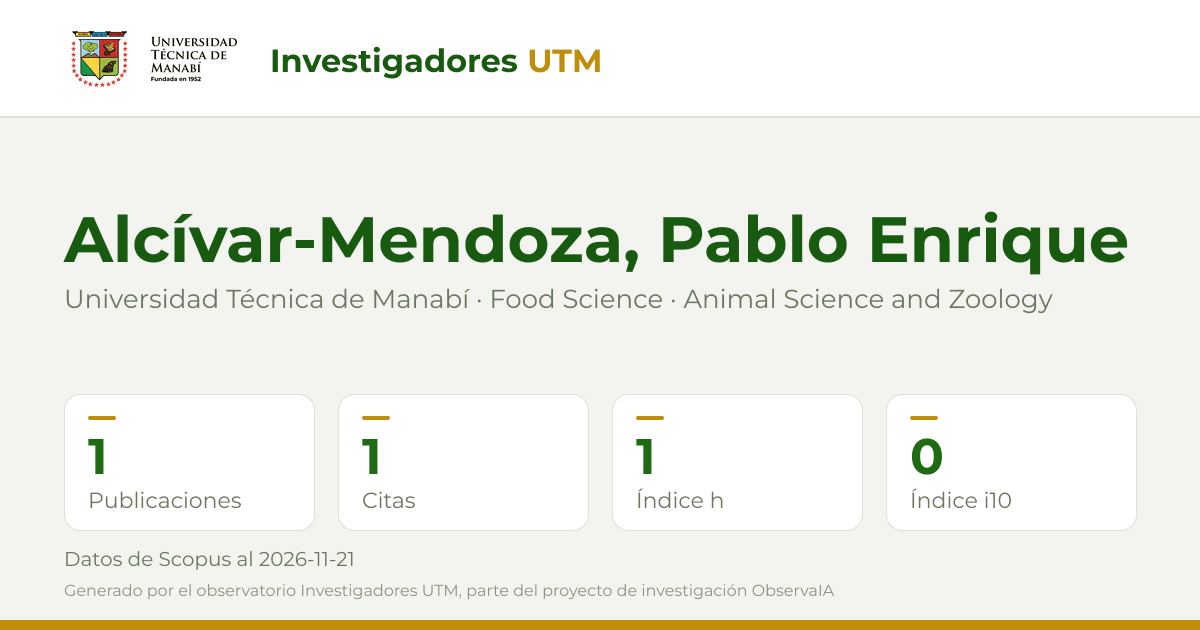 UNIVERSIDAD
TÉCNICA DE
MANABÍ
Fundada en 1952
Investigadores UTM
Alcívar-Mendoza, Pablo Enrique
Universidad Técnica de Manabí · Food Science · Animal Science and Zoology
1
Publicaciones
1
Citas
1
Índice h
0
Índice i10
Datos de Scopus al 2026-11-21
Generado por el observatorio Investigadores UTM, parte del proyecto de investigación ObservaIA